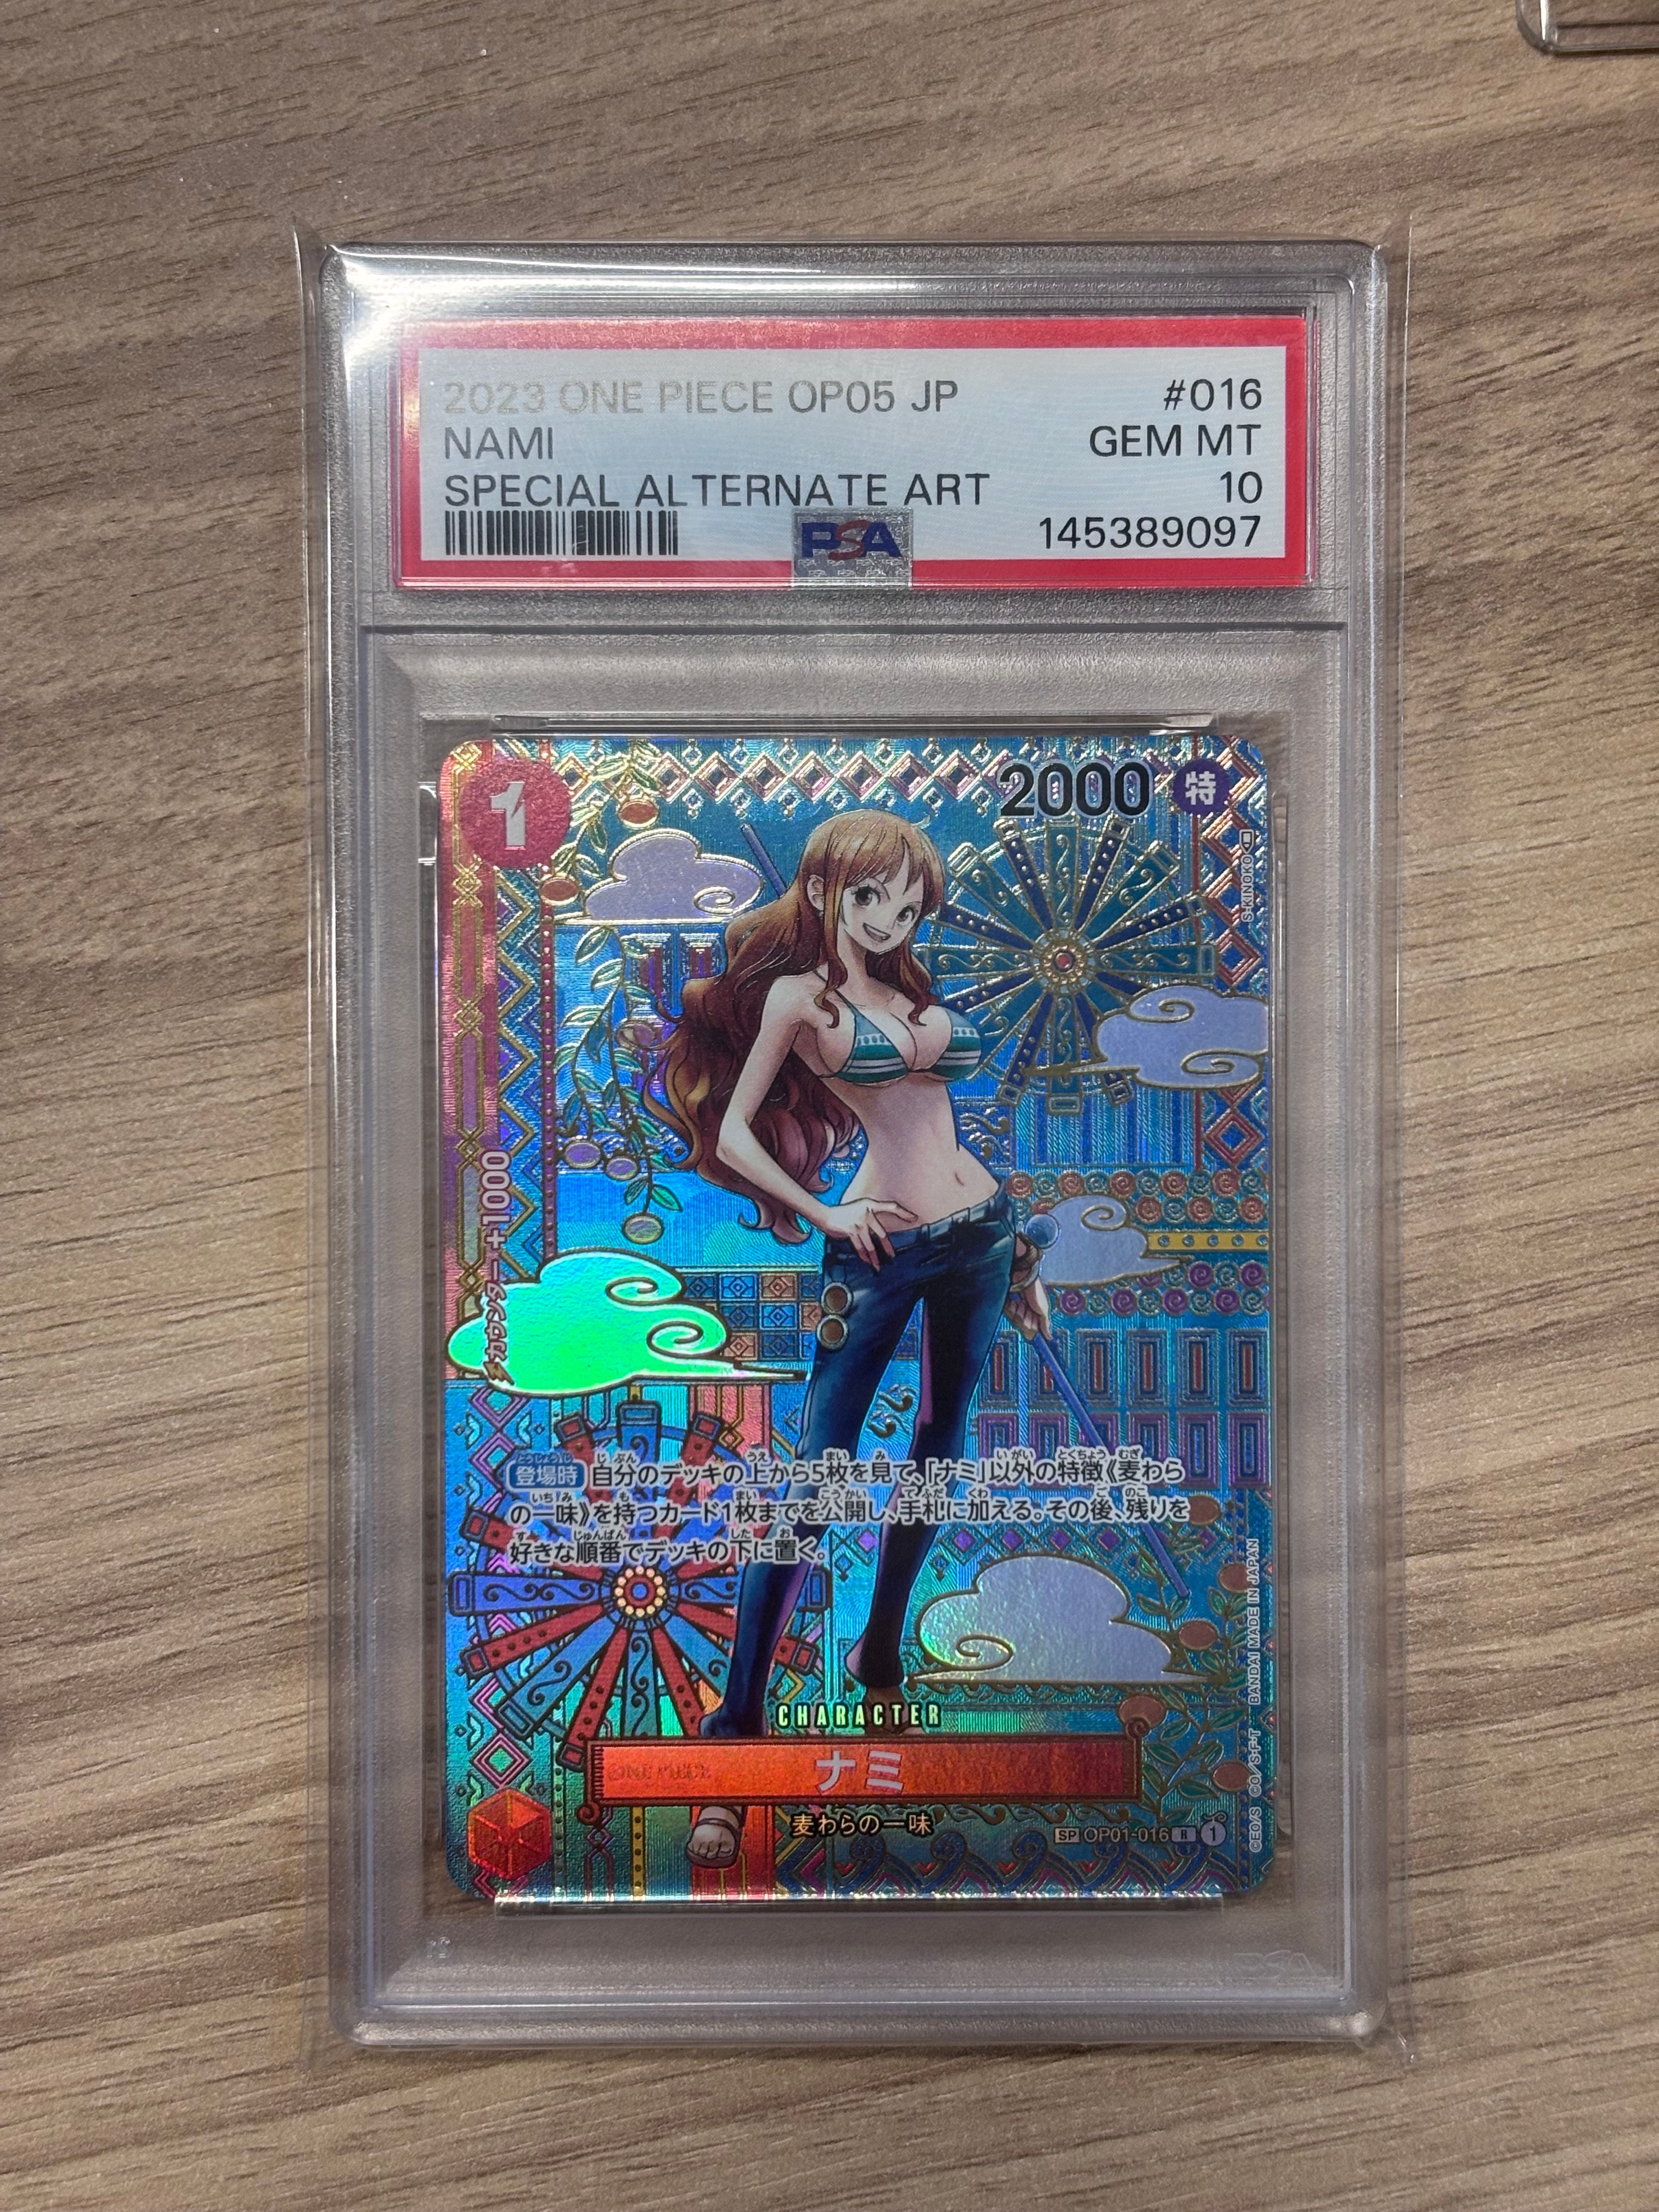 2023 ONE PIECE OP05 JP #016
NAMI GEM MT
SPECIAL ALTERNATE ART 10
PSA 145389097
1
2000 特
S-KINOKO
カウンター +1000
登場時 自分のデッキの上から5枚を見て、「ナミ」以外の特徴《麦わら
の一味》を持つカード1枚までを公開し、手札に加える。その後、残りを
好きな順番でデッキの下に置く。
CHARACTER
ナミ
ONE PIECE
麦わらの一味
SP OP01-016 R 1
©EO/S ©O/S·F·T BANDAI MADE IN JAPAN